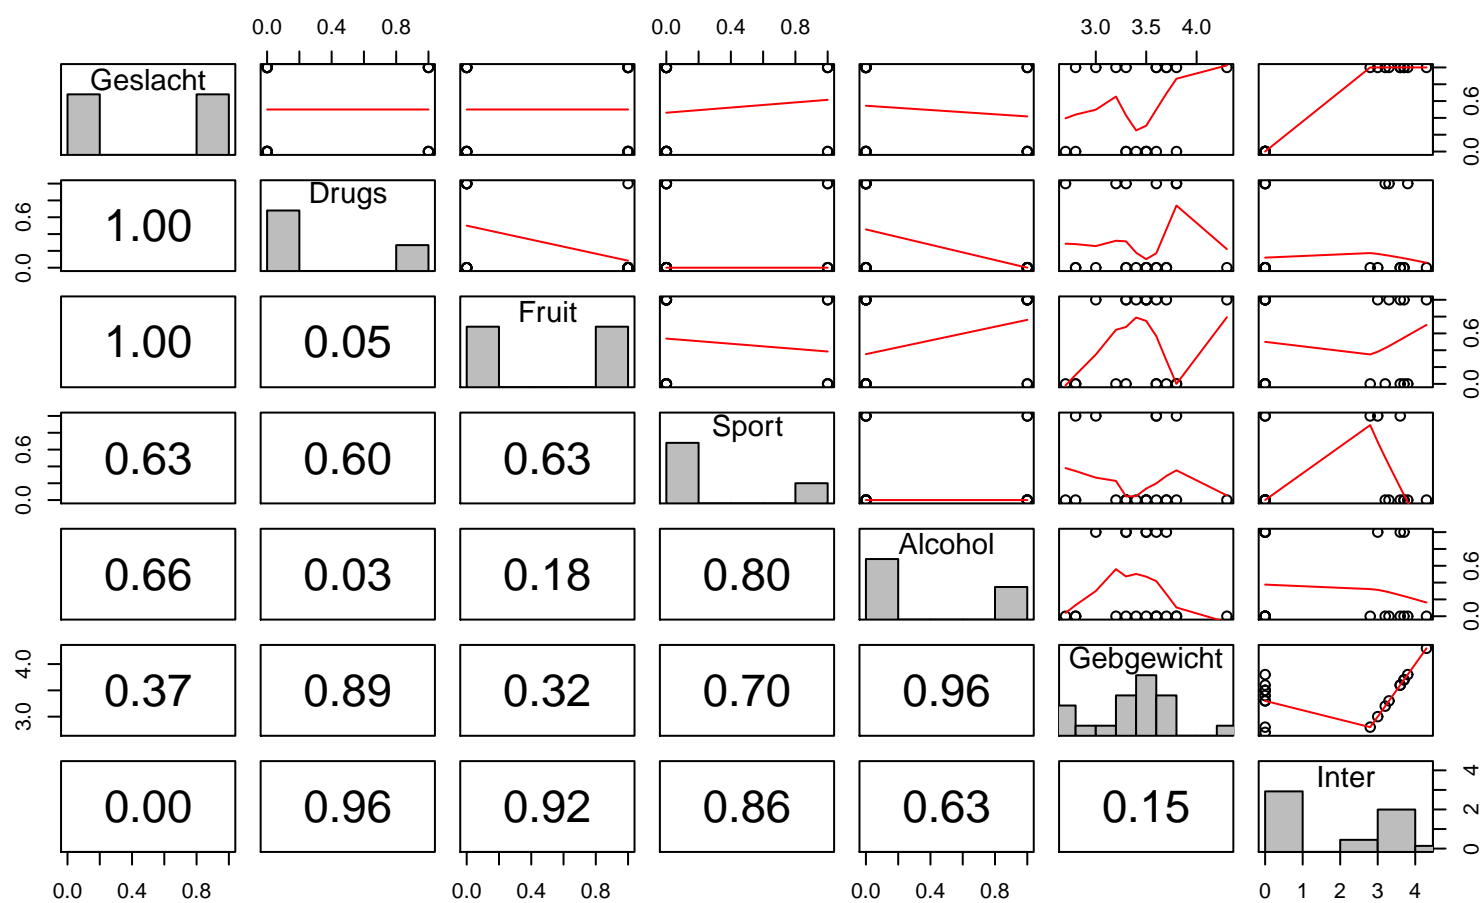 0.0 0.4 0.8 0.0 0.4 0.8 3.0 3.5 4.0
Geslacht
0.0 0.6
Drugs
0.0 0.6
1.00
Fruit
0.0 0.6
1.00 0.05
Sport
0.0 0.6
0.63 0.60 0.63
Alcohol
0.0 0.6
0.66 0.03 0.18 0.80
Gebgewicht
3.0 4.0
0.37 0.89 0.32 0.70 0.96
Inter
0.00 0.96 0.92 0.86 0.63 0.15
0 2 4
0.0 0.4 0.8 0.0 0.4 0.8 0.0 0.4 0.8 0 1 2 3 4